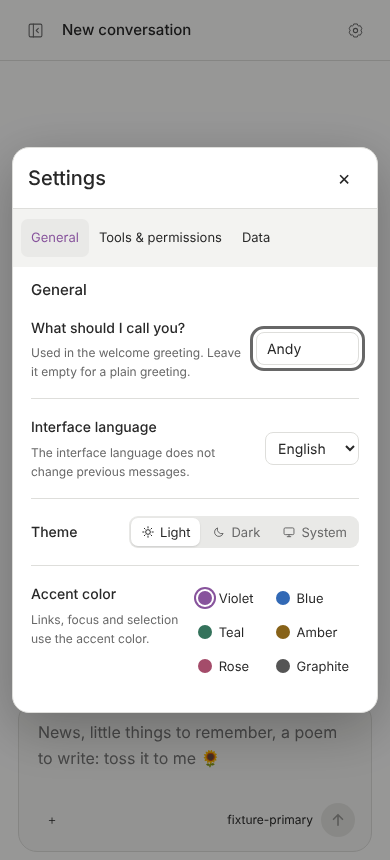 New conversation
Settings
General
Tools & permissions
Data
General
What should I call you?
Used in the welcome greeting. Leave
it empty for a plain greeting.
Andy
Interface language
The interface language does not
change previous messages.
English
Theme
Light
Dark
System
Accent color
Links, focus and selection
use the accent color.
Violet
Blue
Teal
Amber
Rose
Graphite
News, little things to remember, a poem
to write: toss it to me 🌻
+
fixture-primary